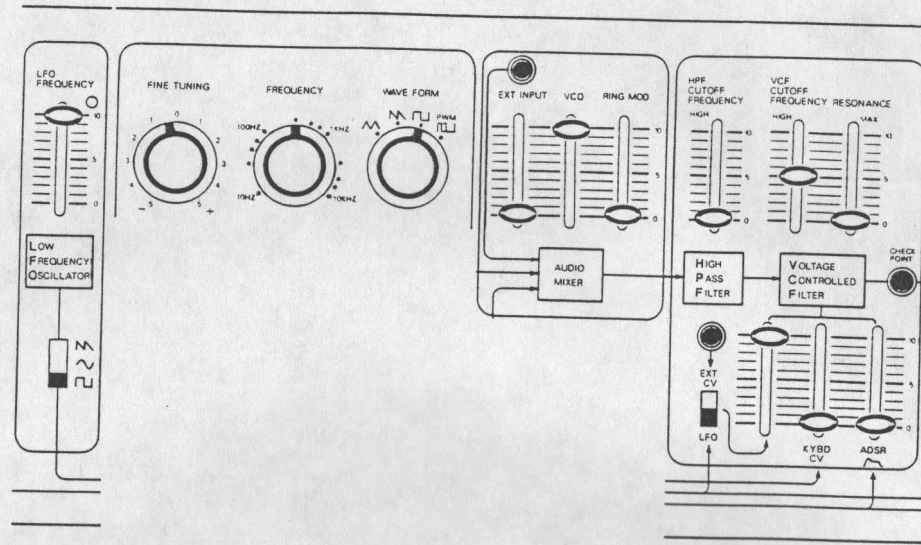 LFO
FREQUENCY
10
5
0
LOW
FREQUENCY
OSCILLATOR
FINE TUNING
0
1
1
2
2
3
3
4
4
5
5
-
+
FREQUENCY
100HZ
1KHZ
10HZ
10KHZ
WAVE FORM
PWM
EXT INPUT
VCO
RING MOD
10
5
0
AUDIO
MIXER
HPF
CUTOFF
FREQUENCY
HIGH
VCF
CUTOFF
FREQUENCY
HIGH
RESONANCE
MAX
10
5
0
HIGH
PASS
FILTER
VOLTAGE
CONTROLLED
FILTER
CHECK
POINT
EXT
CV
LFO
10
5
0
KYBD
CV
ADSR